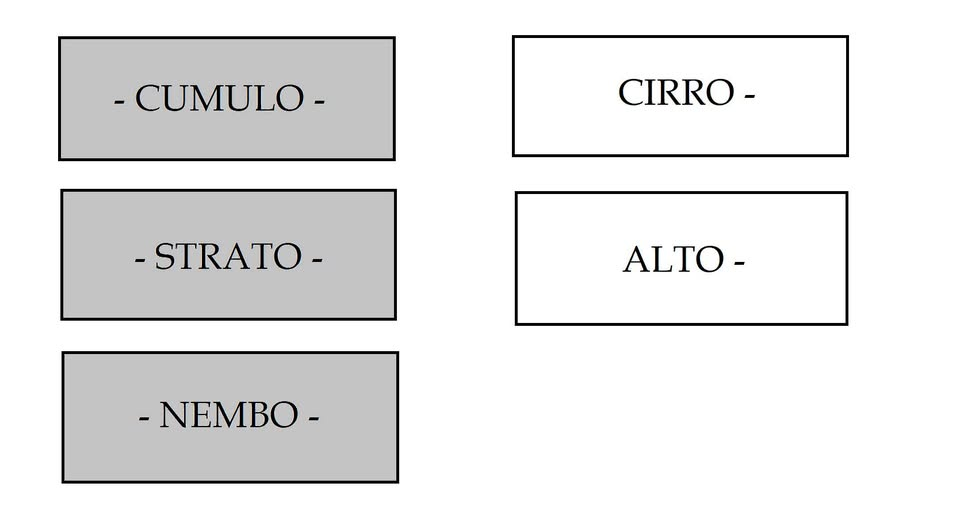 - CUMULO -
- STRATO -
- NEMBO -
CIRRO -
ALTO -